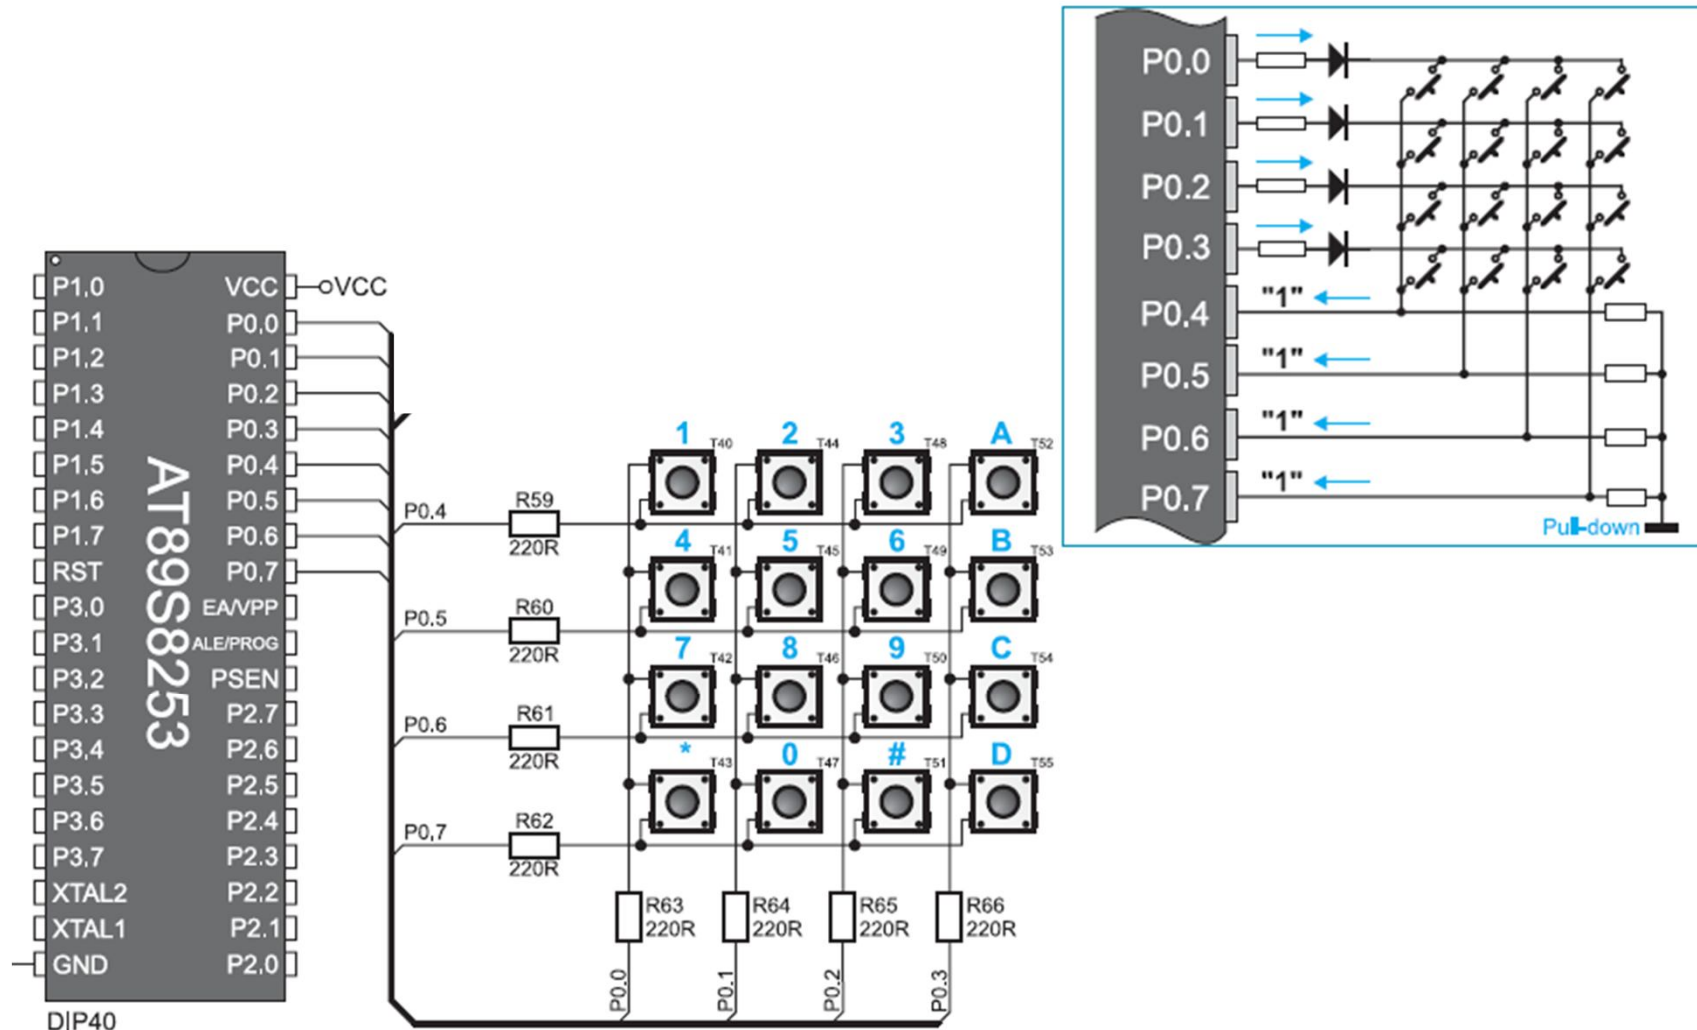 P1.0 VCC VCC
P1.1 P0.0
P1.2 P0.1
P1.3 P0.2
P1.4 P0.3
P1.5 P0.4
P1.6 P0.5
P1.7 P0.6
RST P0.7
P3.0 EA/VPP
P3.1 ALE/PROG
P3.2 PSEN
P3.3 P2.7
P3.4 P2.6
P3.5 P2.5
P3.6 P2.4
P3.7 P2.3
XTAL2 P2.2
XTAL1 P2.1
GND P2.0
AT89S8253
DIP40
1 T40 2 T44 3 T48 A T52
P0.4 R59
220R
4 T41 5 T45 6 T49 B T53
P0.5 R60
220R
7 T42 8 T46 9 T50 C T54
P0.6 R61
220R
* T43 0 T47 # T51 D T55
P0.7 R62
220R
R63 R64 R65 R66
220R 220R 220R 220R
P0.0 P0.1 P0.2 P0.3
P0.0
P0.1
P0.2
P0.3
P0.4 "1"
P0.5 "1"
P0.6 "1"
P0.7 "1"
Pull-down